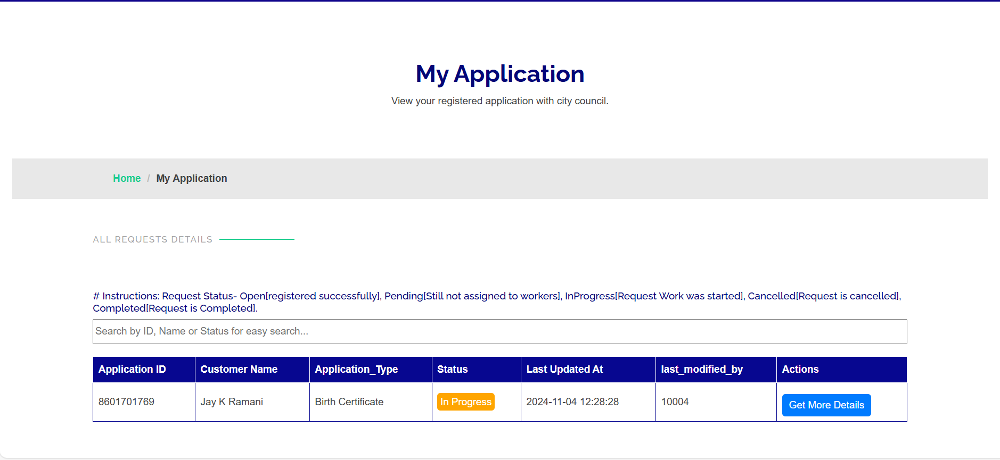 My Application
View your registered application with city council.
Home / My Application
ALL REQUESTS DETAILS
# Instructions: Request Status- Open[registered successfully], Pending[Still not assigned to workers], InProgress[Request Work was started], Cancelled[Request is cancelled],
Completed[Request is Completed].
Search by ID, Name or Status for easy search...
Application ID Customer Name Application_Type Status Last Updated At last_modified_by Actions
8601701769 Jay K Ramani Birth Certificate In Progress 2024-11-04 12:28:28 10004 Get More Details